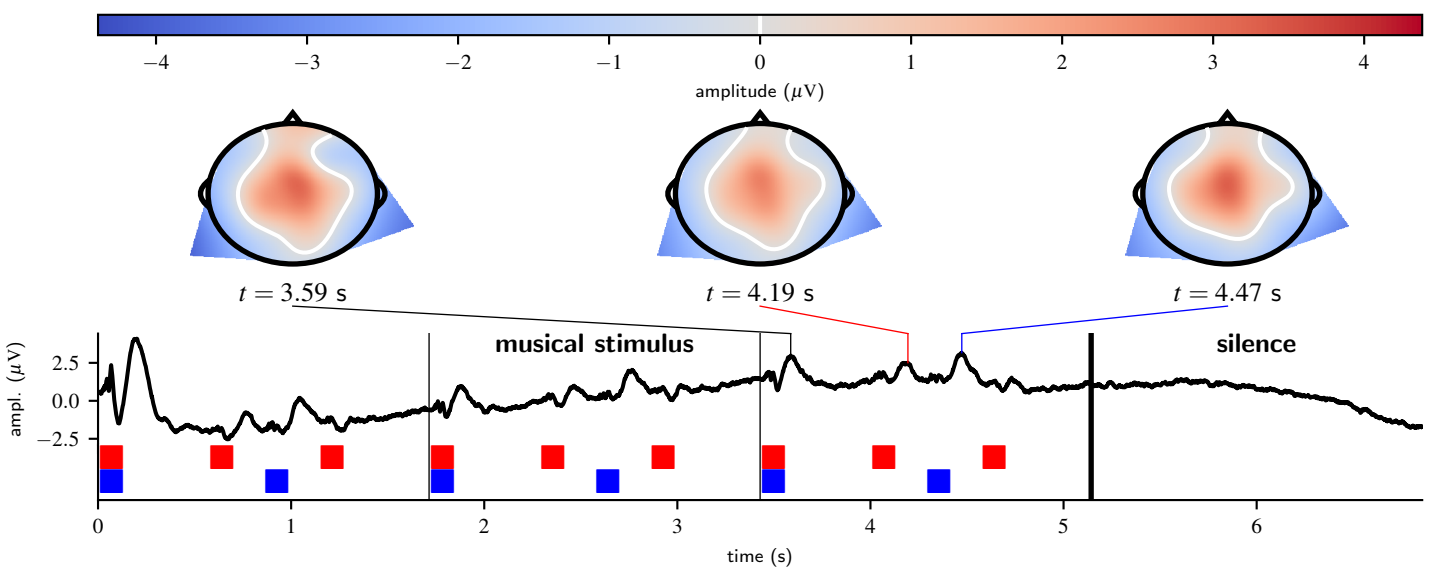 −4 −3 −2 −1 0 1 2 3 4
amplitude (μV)
t = 3.59 s t = 4.19 s t = 4.47 s
musical stimulus silence
ampl. (μV)
2.5
0.0
−2.5
0 1 2 3 4 5 6
time (s)